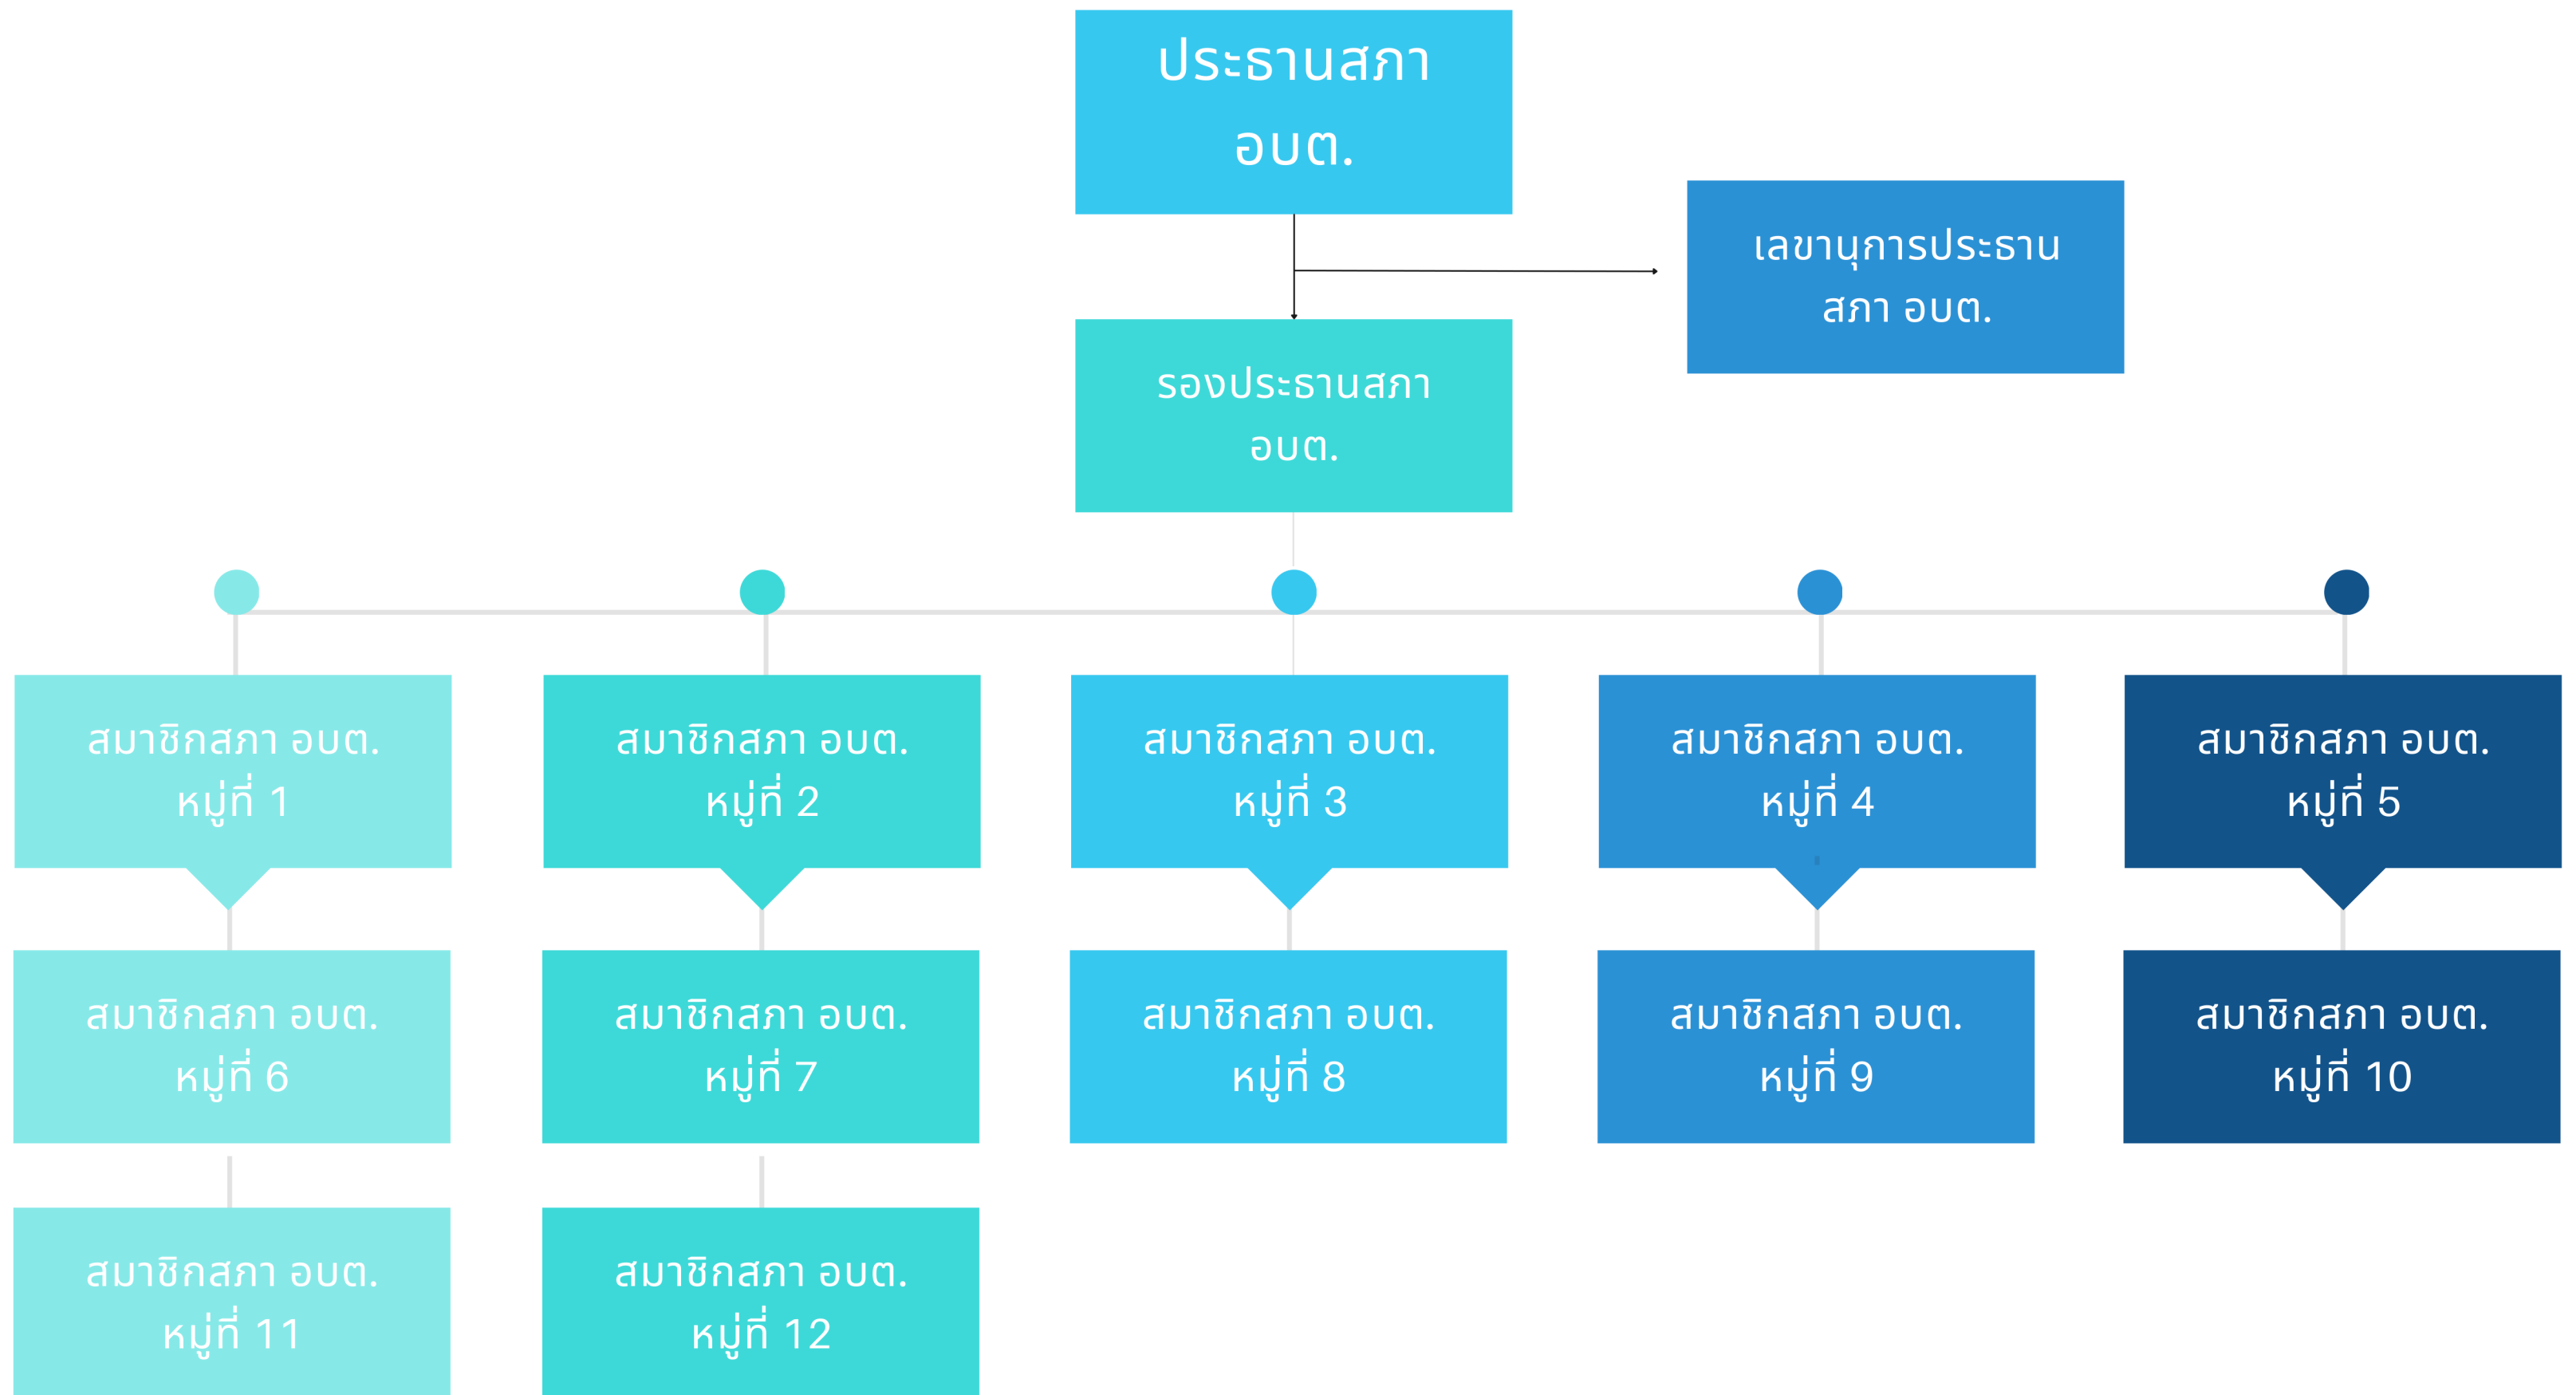 ประธานสภา
อบต.
เลขานุการประธาน
สภา อบต.
รองประธานสภา
อบต.
สมาชิกสภา อบต.
หมู่ที่ 1
สมาชิกสภา อบต.
หมู่ที่ 2
สมาชิกสภา อบต.
หมู่ที่ 3
สมาชิกสภา อบต.
หมู่ที่ 4
สมาชิกสภา อบต.
หมู่ที่ 5
สมาชิกสภา อบต.
หมู่ที่ 6
สมาชิกสภา อบต.
หมู่ที่ 7
สมาชิกสภา อบต.
หมู่ที่ 8
สมาชิกสภา อบต.
หมู่ที่ 9
สมาชิกสภา อบต.
หมู่ที่ 10
สมาชิกสภา อบต.
หมู่ที่ 11
สมาชิกสภา อบต.
หมู่ที่ 12